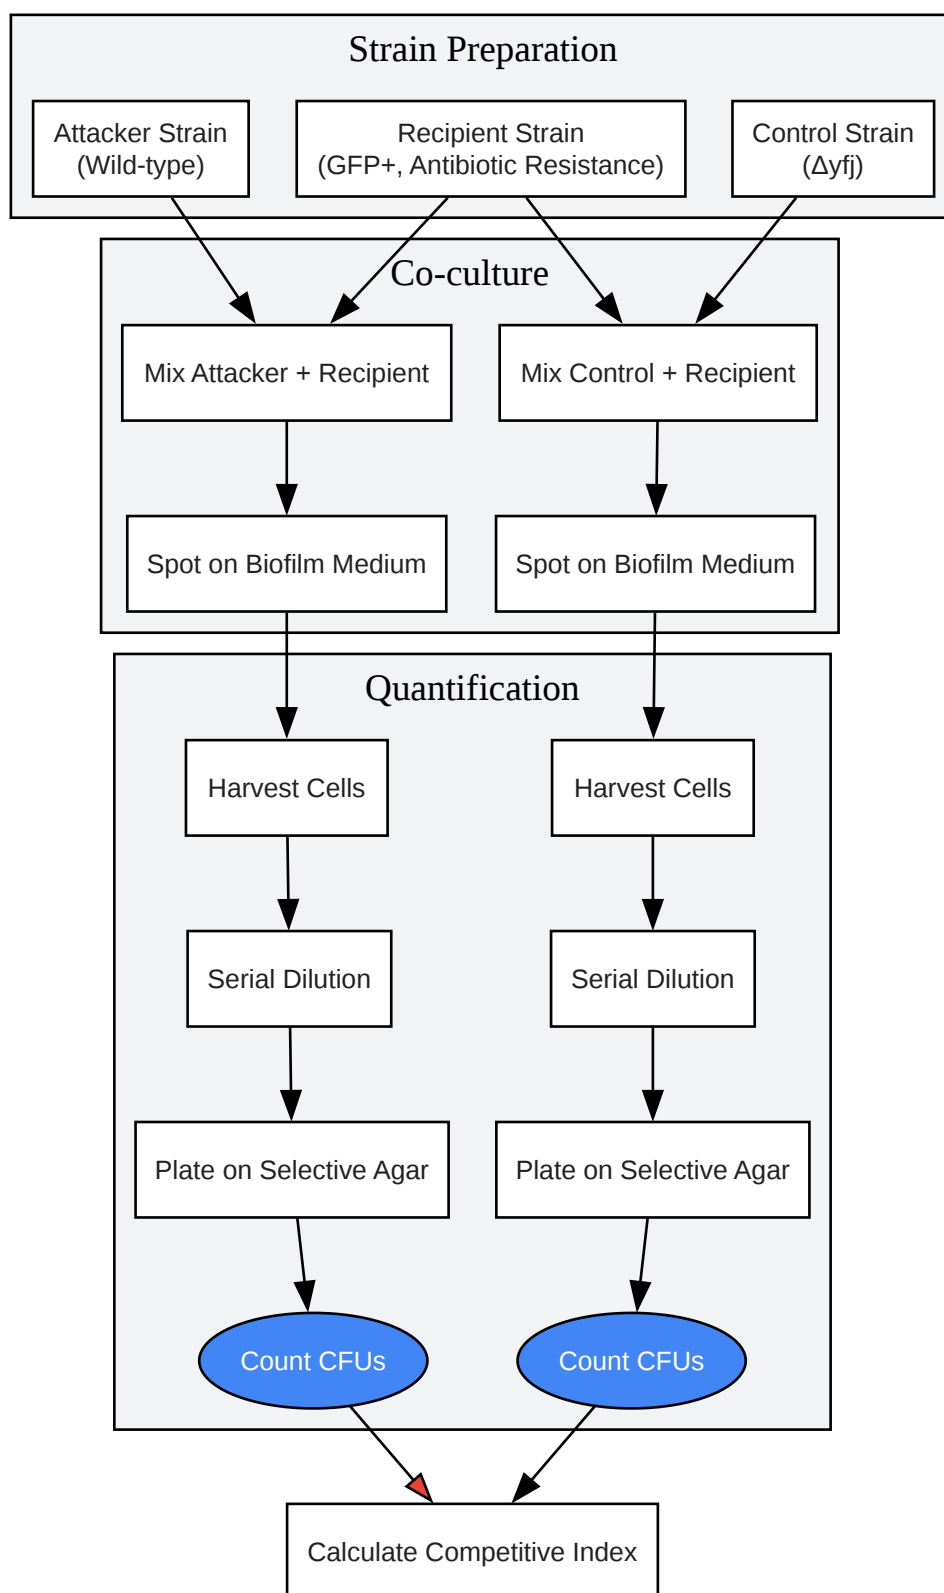 Strain Preparation
Attacker Strain
(Wild-type)
Recipient Strain
(GFP+, Antibiotic Resistance)
Control Strain
(Δyfj)
Co-culture
Mix Attacker + Recipient
Mix Control + Recipient
Spot on Biofilm Medium
Spot on Biofilm Medium
Quantification
Harvest Cells
Harvest Cells
Serial Dilution
Serial Dilution
Plate on Selective Agar
Plate on Selective Agar
Count CFUs
Count CFUs
Calculate Competitive Index